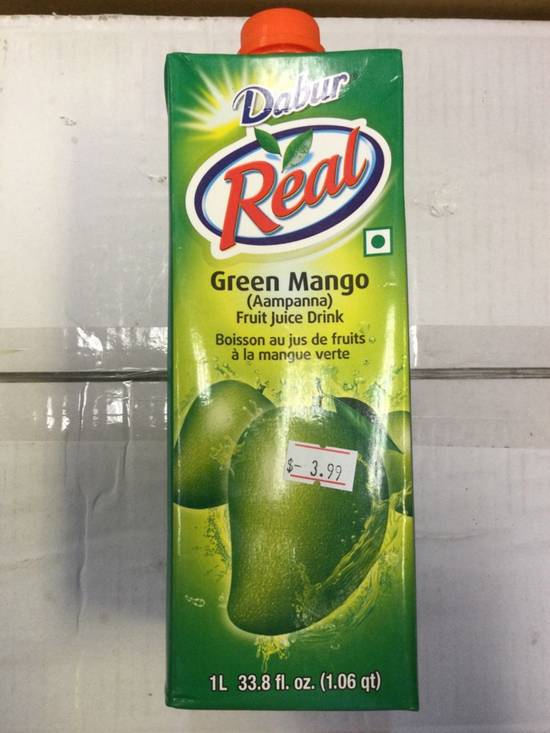 Dabur
Réal
Green Mango
(Aampanna)
Fruit Juice Drink
Boisson au jus de fruits
à la mangue verte
$- 3.99
1L 33.8 fl. oz. (1.06 qt)